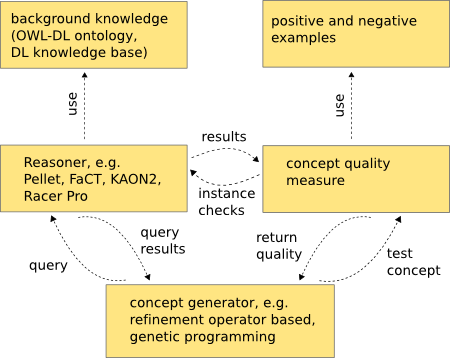 background knowledge
(OWL-DL ontology,
DL knowledge base)
positive and negative
examples
use
use
Reasoner, e.g.
Pellet, FaCT, KAON2,
Racer Pro
results
instance
checks
concept quality
measure
query
query
results
return
quality
test
concept
concept generator, e.g.
refinement operator based,
genetic programming